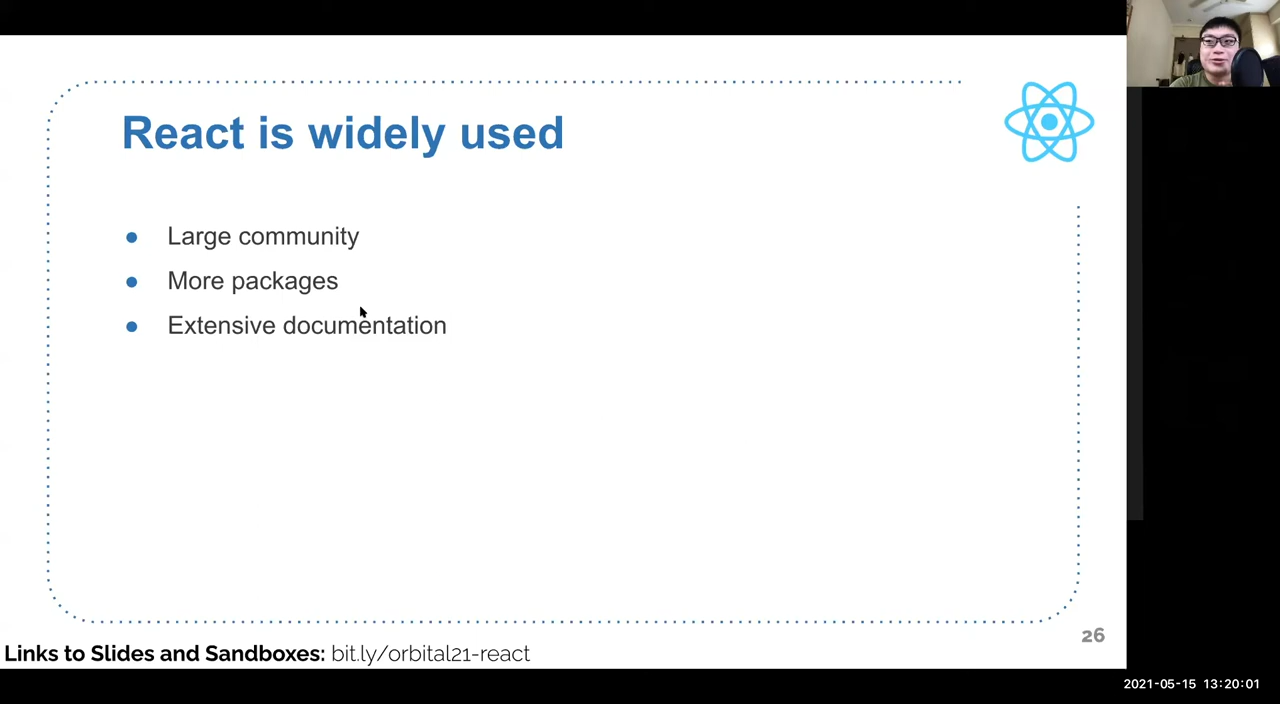 React is widely used
Large community
More packages
Extensive documentation
26
Links to Slides and Sandboxes: bit.ly/orbital21-react
2021-05-15 13:20:01